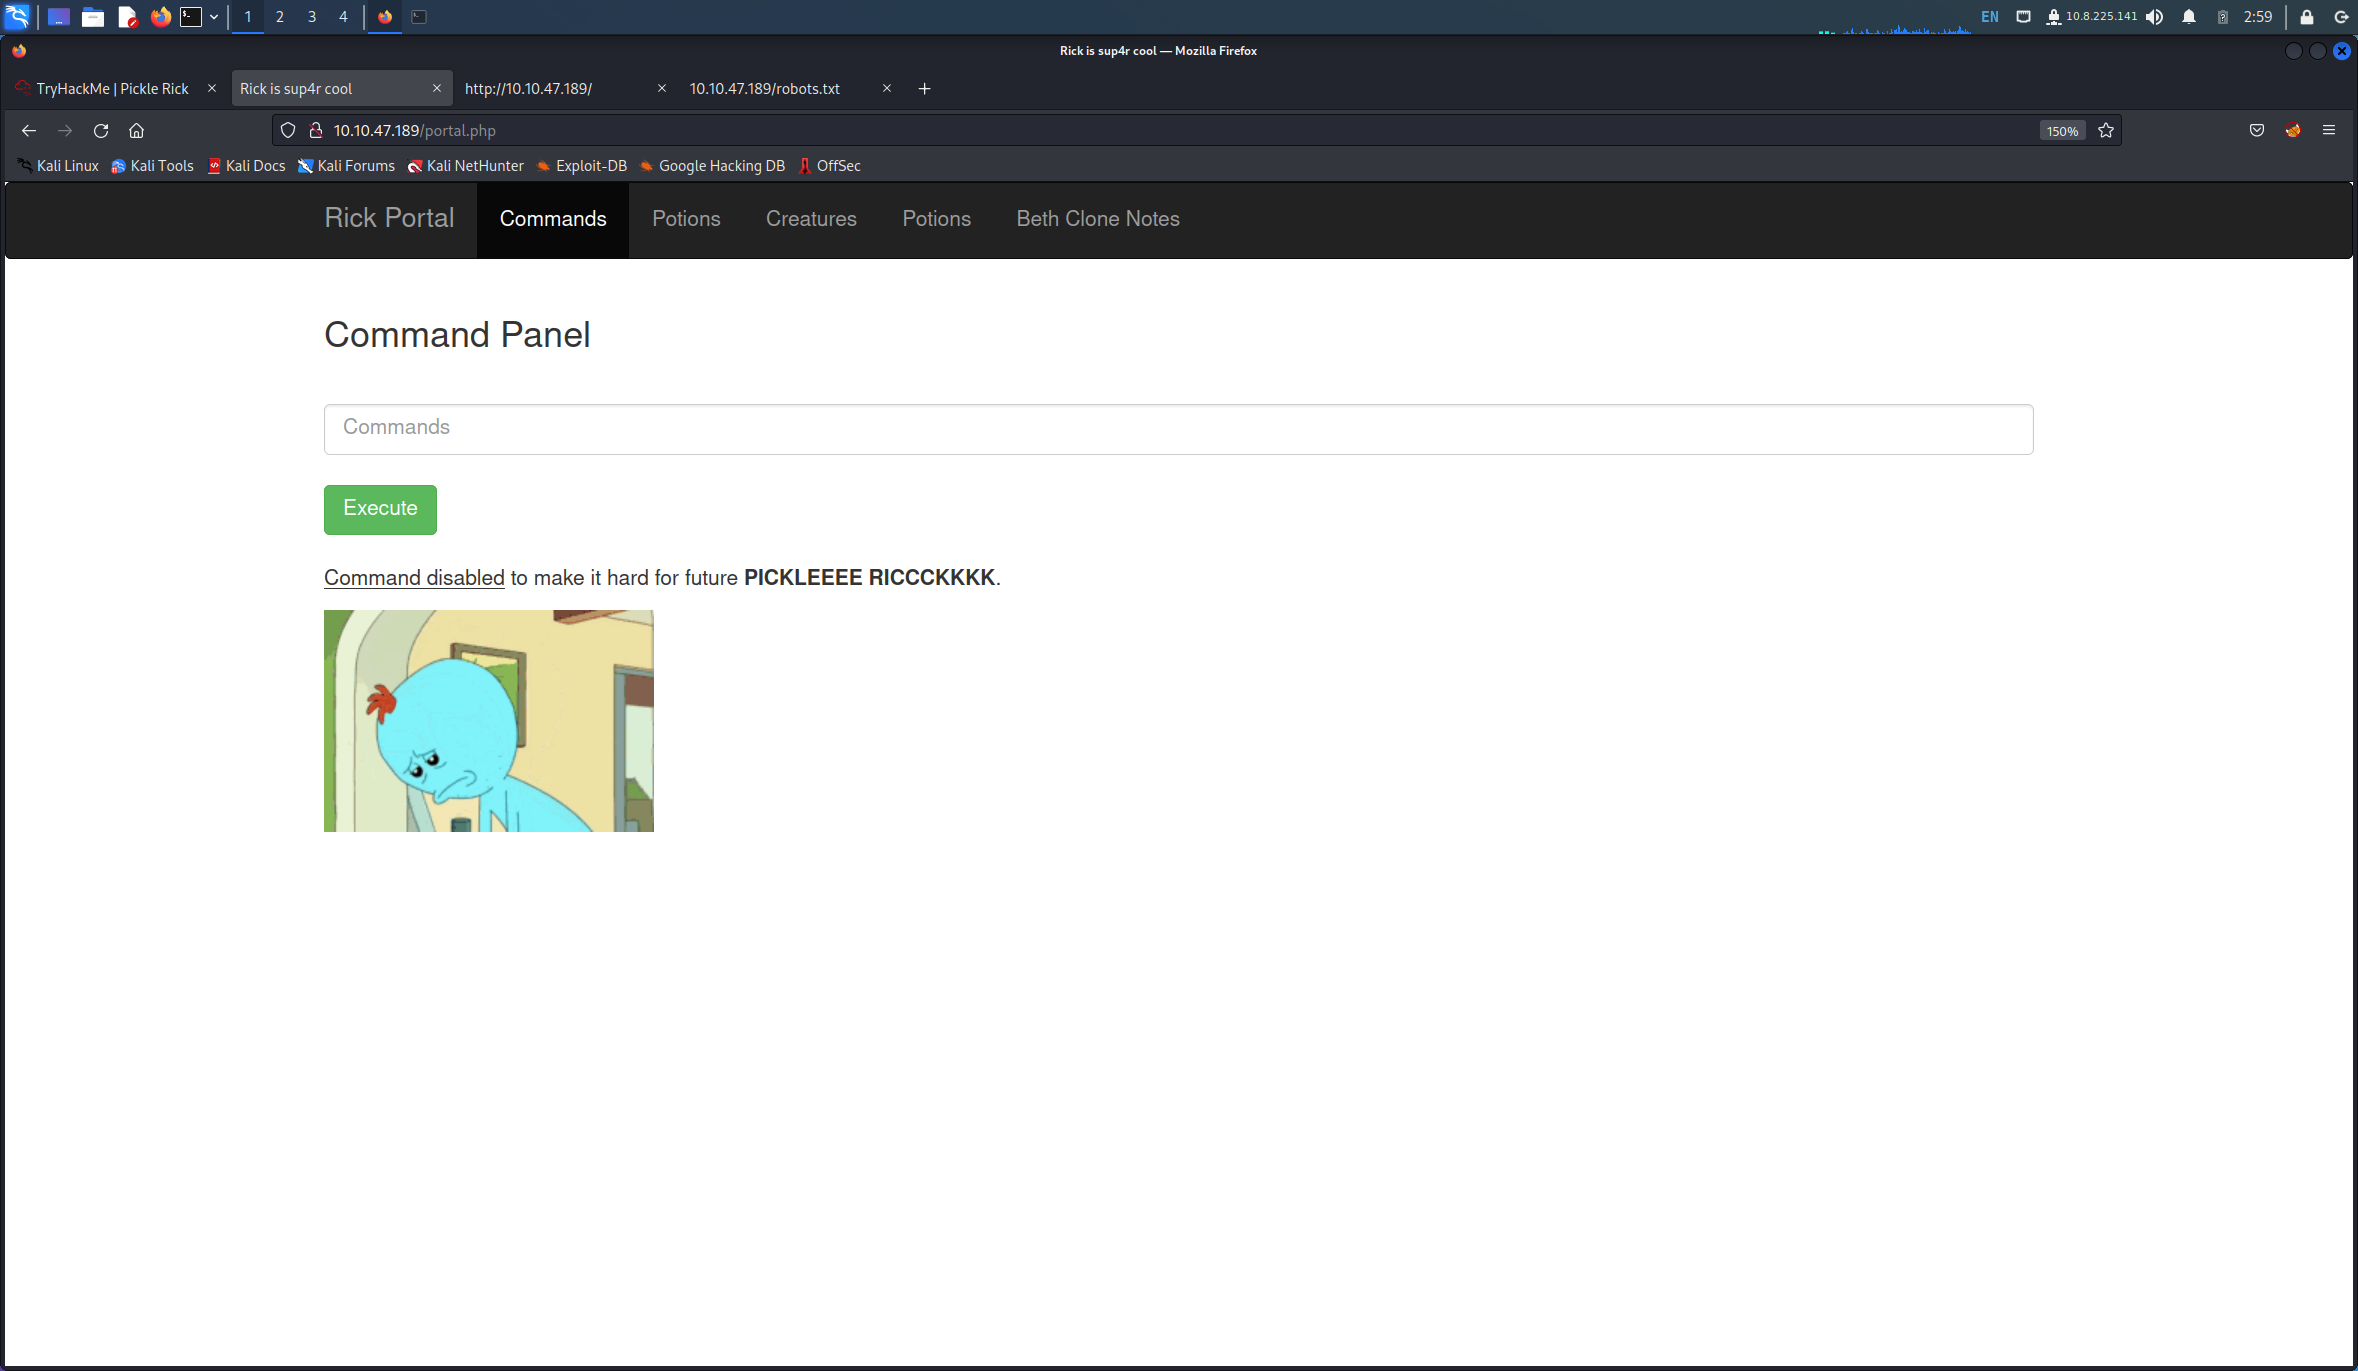 1 2 3 4 EN 10.8.225.141 2:59
Rick is sup4r cool — Mozilla Firefox
TryHackMe | Pickle Rick Rick is sup4r cool http://10.10.47.189/ 10.10.47.189/robots.txt
10.10.47.189/portal.php 150%
Kali Linux Kali Tools Kali Docs Kali Forums Kali NetHunter Exploit-DB Google Hacking DB OffSec
Rick Portal Commands Potions Creatures Potions Beth Clone Notes
Command Panel
Commands
Execute
Command disabled to make it hard for future PICKLEEEE RICCCKKKK.